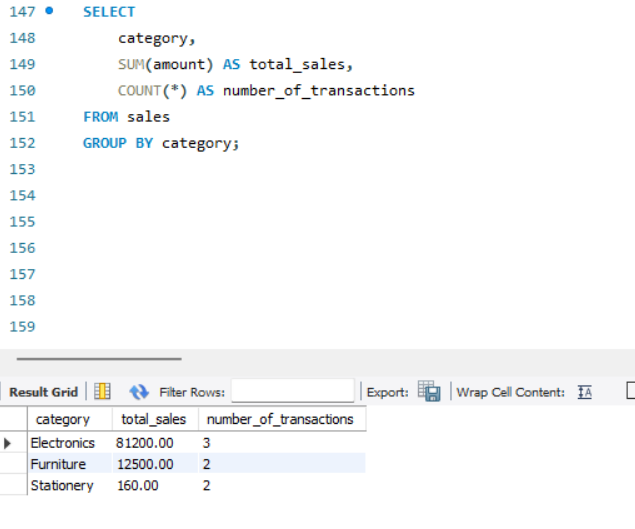 147 SELECT
148 category,
149 SUM(amount) AS total_sales,
150 COUNT(*) AS number_of_transactions
151 FROM sales
152 GROUP BY category;
153
154
155
156
157
158
159
Result Grid Filter Rows: Export: Wrap Cell Content:
category total_sales number_of_transactions
Electronics 81200.00 3
Furniture 12500.00 2
Stationery 160.00 2